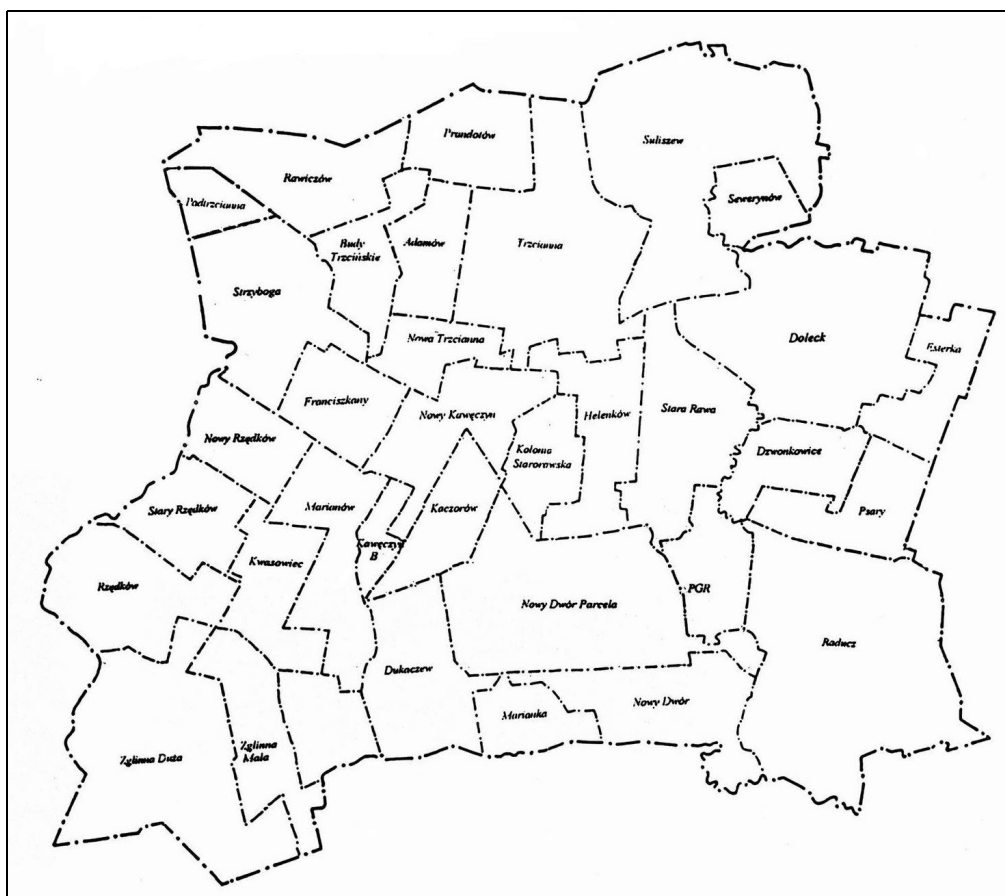 Prandotów
Suliszew
Rawiczów
Podtrzcianna
Sewerynów
Budy
Trzcińskie
Adamów
Trzcianna
Strzyboga
Nowa Trzcianna
Doleck
Esterka
Franciszkany
Nowy Kawęczyn
Helenków
Stara Rawa
Nowy Rzędków
Kolonia
Starorawska
Dzwonkowice
Stary Rzędków
Marianów
Kaczorów
Psary
Kwasowiec
Kawęczyn
B
Rzędków
Nowy Dwór Parcela
PGR
Raducz
Dukaczew
Zglinna Duża
Zglinna
Mała
Marianka
Nowy Dwór